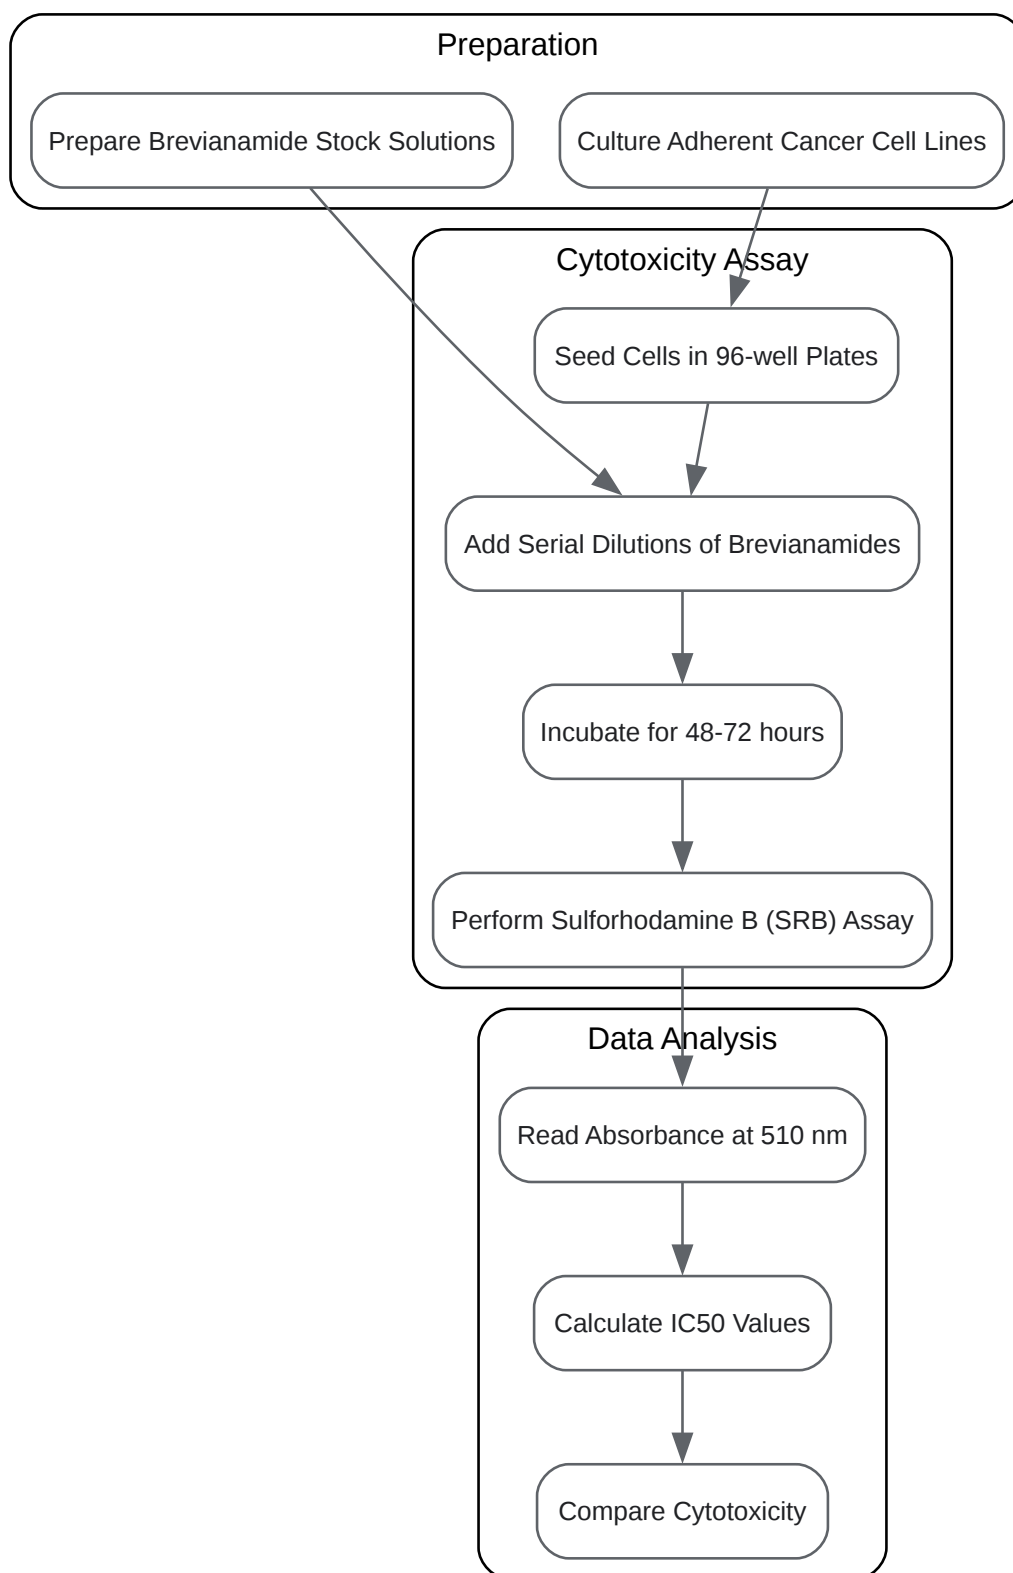 Preparation
Prepare Brevianamide Stock Solutions
Culture Adherent Cancer Cell Lines
Cytotoxicity Assay
Seed Cells in 96-well Plates
Add Serial Dilutions of Brevianamides
Incubate for 48-72 hours
Perform Sulforhodamine B (SRB) Assay
Data Analysis
Read Absorbance at 510 nm
Calculate IC50 Values
Compare Cytotoxicity